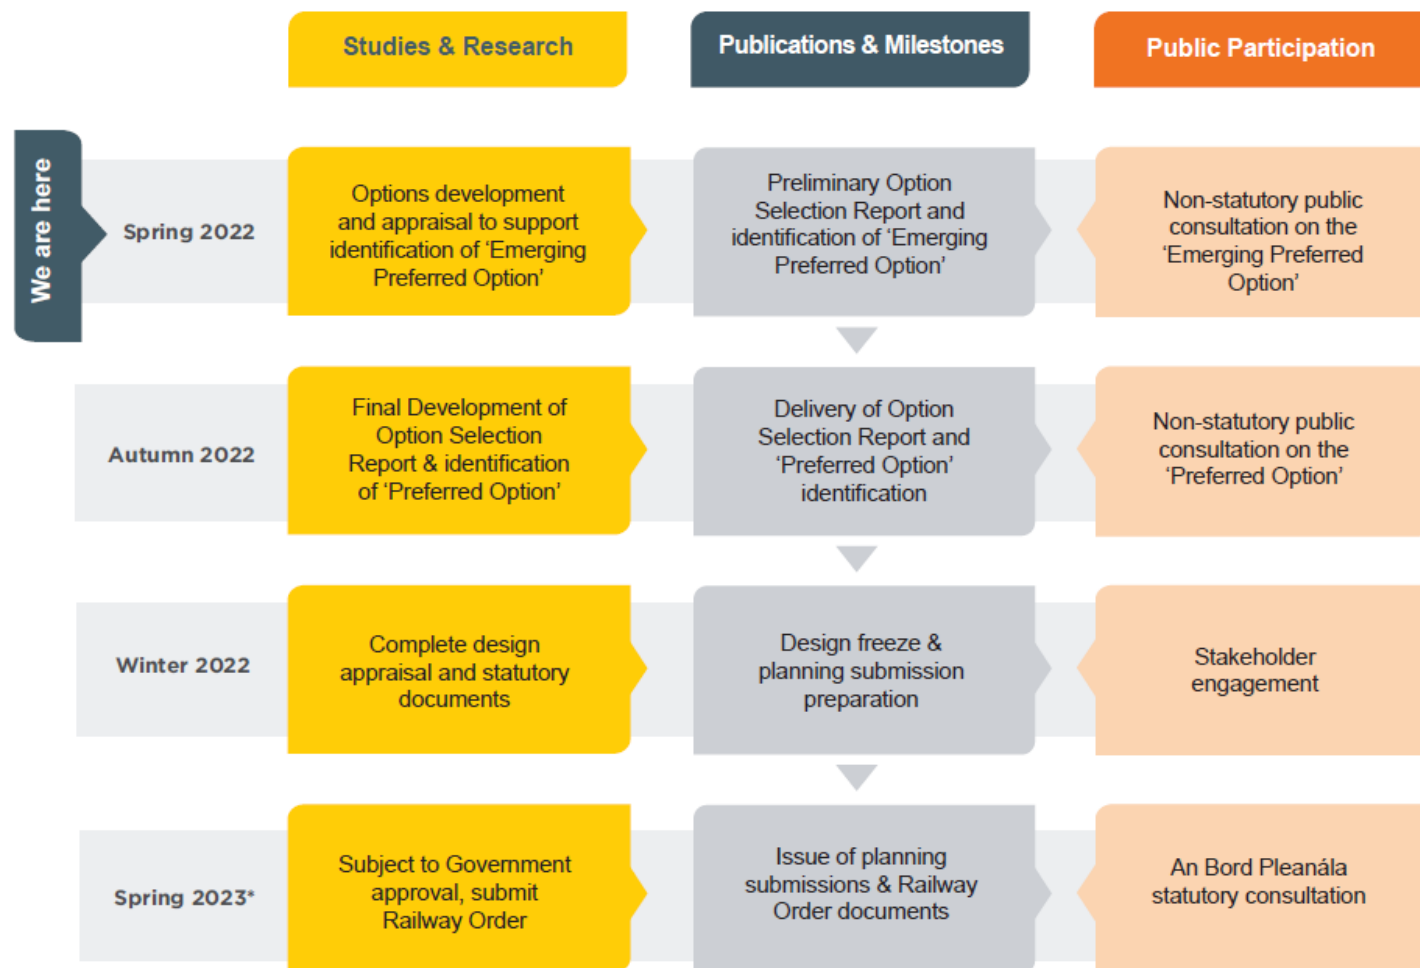 Studies & Research
Publications & Milestones
Public Participation
We are here
Spring 2022
Options development
and appraisal to support
identification of ‘Emerging
Preferred Option’
Preliminary Option
Selection Report and
identification of ‘Emerging
Preferred Option’
Non-statutory public
consultation on the
‘Emerging Preferred
Option’
Autumn 2022
Final Development of
Option Selection
Report & identification
of ‘Preferred Option’
Delivery of Option
Selection Report and
‘Preferred Option’
identification
Non-statutory public
consultation on the
‘Preferred Option’
Winter 2022
Complete design
appraisal and statutory
documents
Design freeze &
planning submission
preparation
Stakeholder
engagement
Spring 2023*
Subject to Government
approval, submit
Railway Order
Issue of planning
submissions & Railway
Order documents
An Bord Pleanála
statutory consultation